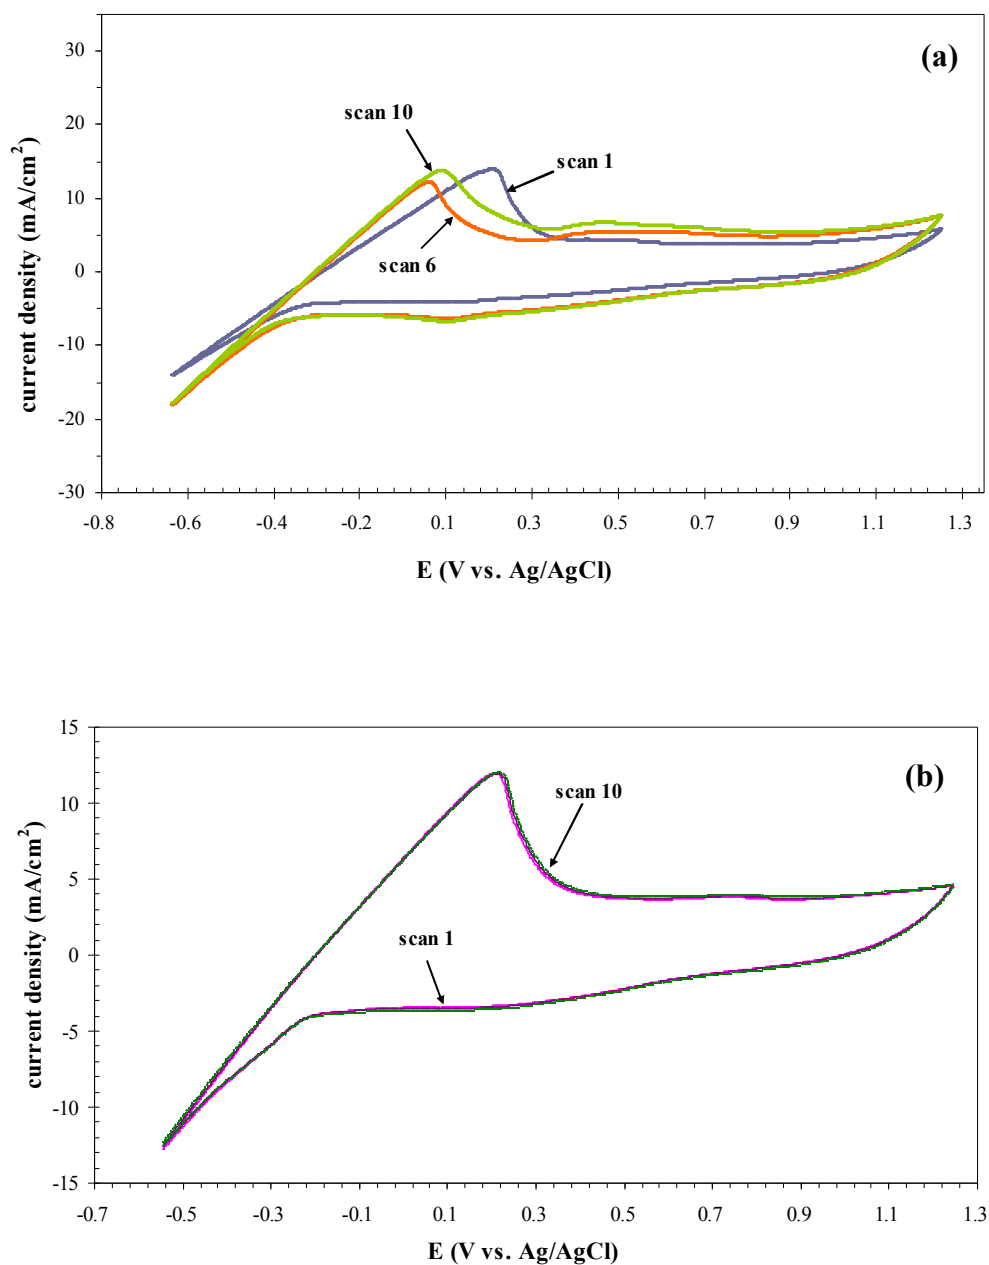 (a)
30
20
10
0
-10
-20
-30
current density (mA/cm²)
scan 10
scan 1
scan 6
-0.8 -0.6 -0.4 -0.2 0.1 0.3 0.5 0.7 0.9 1.1 1.3
E (V vs. Ag/AgCl)
(b)
15
10
5
0
-5
-10
-15
current density (mA/cm²)
scan 10
scan 1
-0.7 -0.5 -0.3 -0.1 0.1 0.3 0.5 0.7 0.9 1.1 1.3
E (V vs. Ag/AgCl)